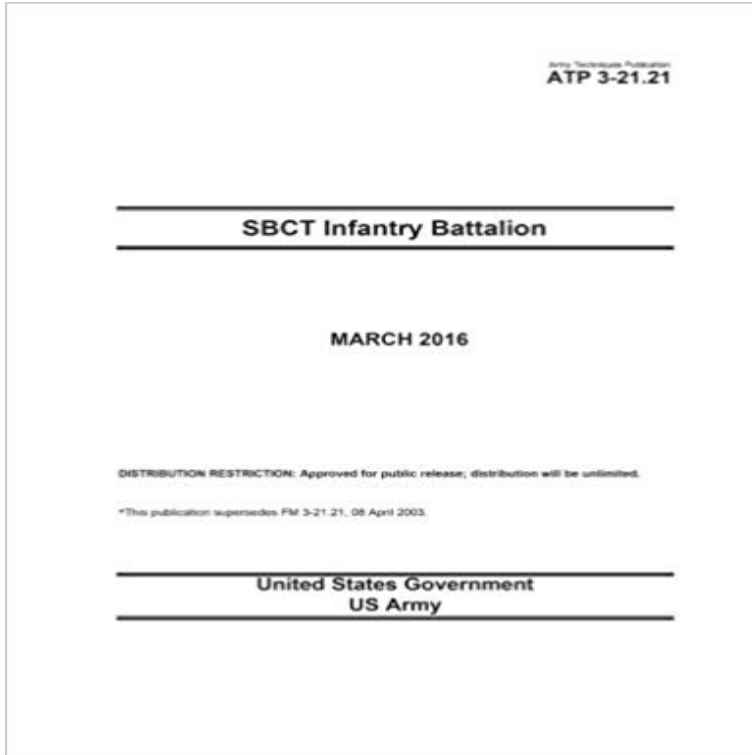 Army Techniques Publication
ATP 3-21.21
SBCT Infantry Battalion
MARCH 2016
DISTRIBUTION RESTRICTION: Approved for public release; distribution will be unlimited.
*This publication supersedes FM 3-21.21, 08 April 2003.
United States Government
US Army